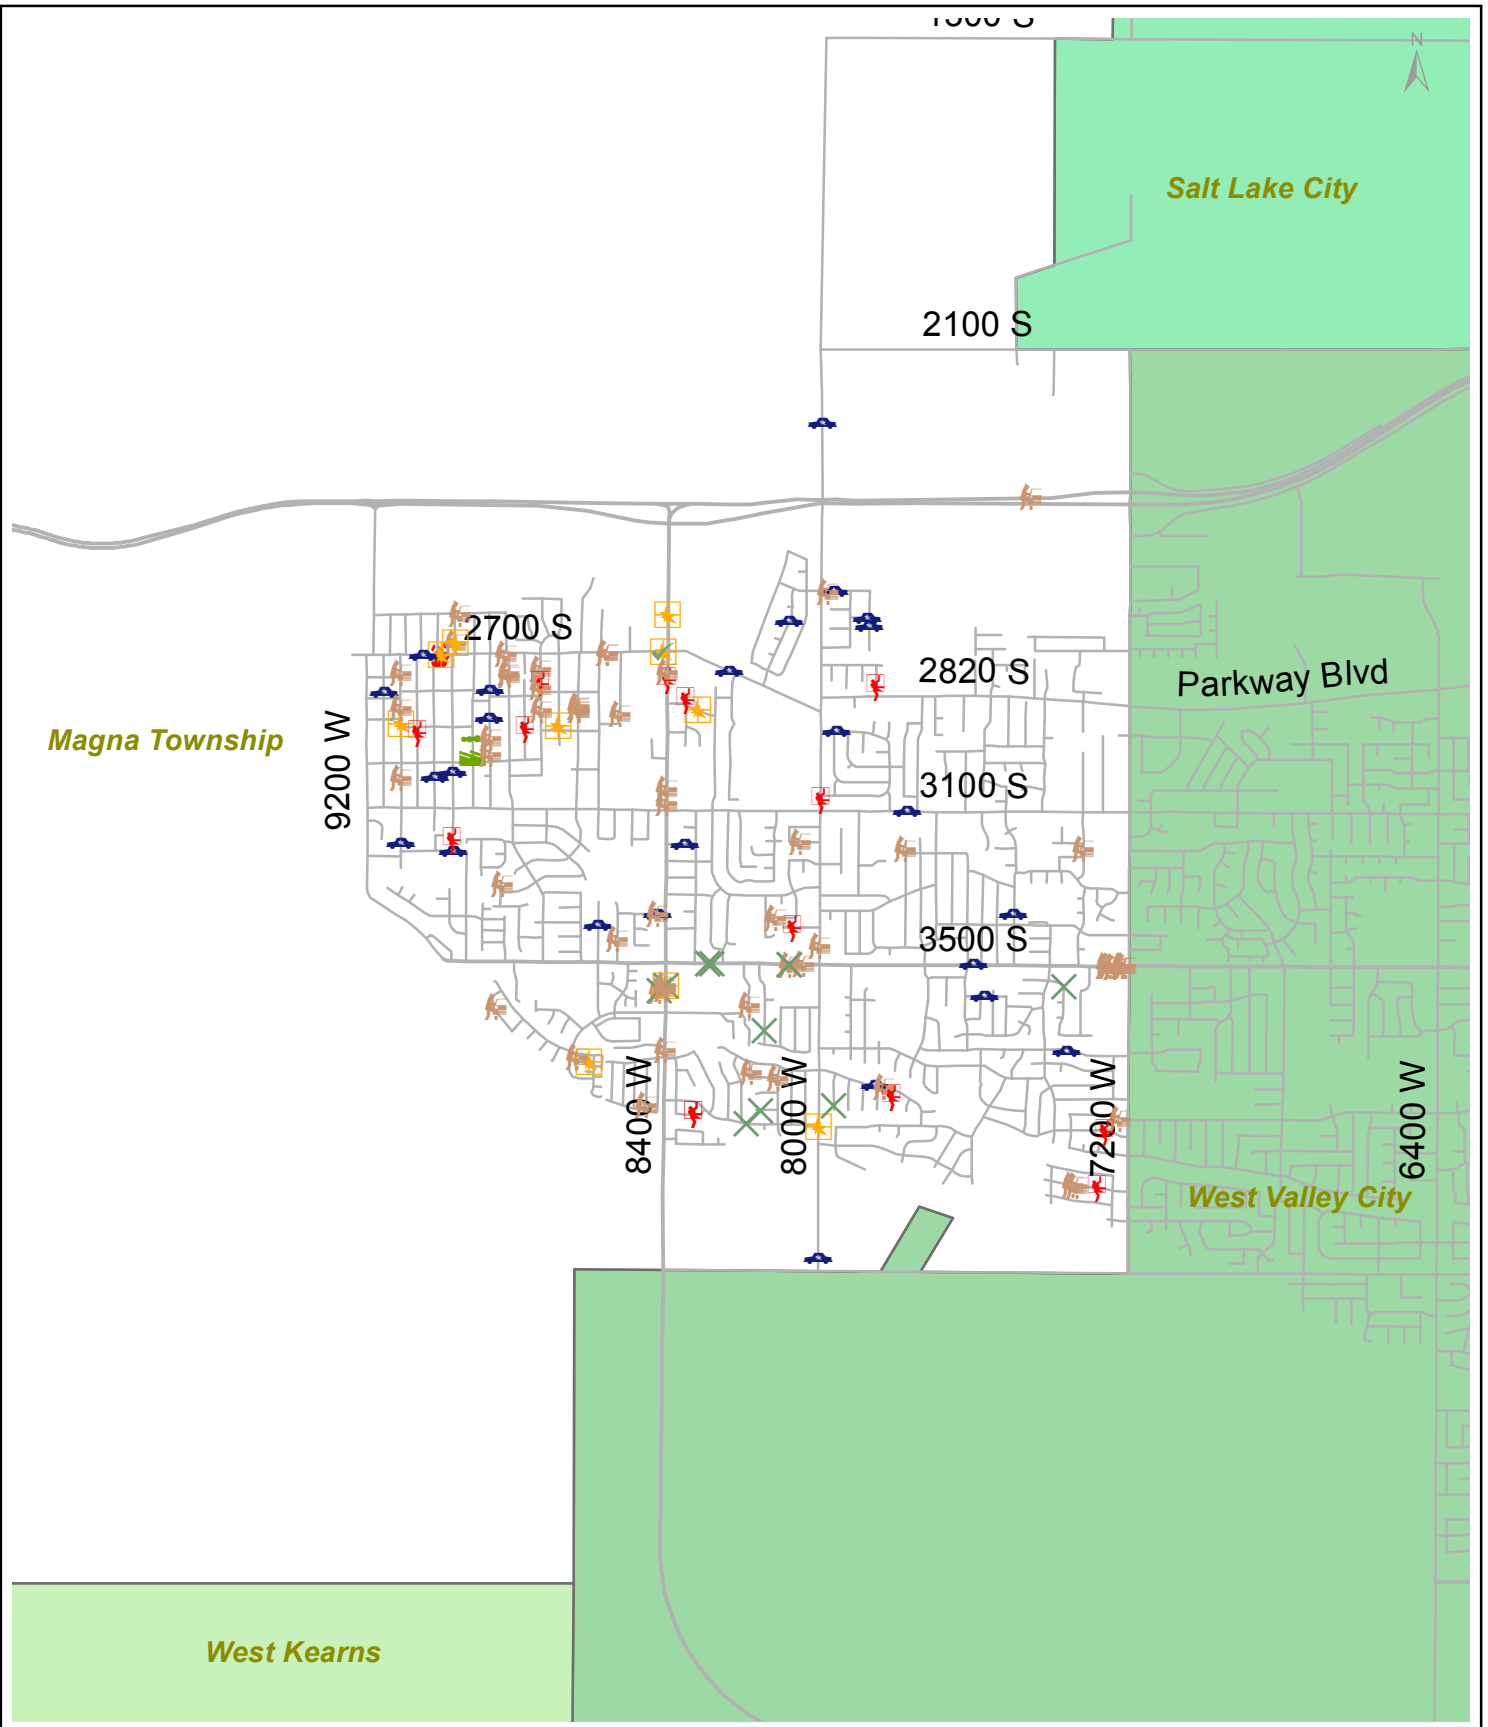 N
Salt Lake City
2100 S
2700 S
2820 S
Parkway Blvd
Magna Township
9200 W
3100 S
3500 S
8400 W
8000 W
7200 W
6400 W
West Valley City
West Kearns